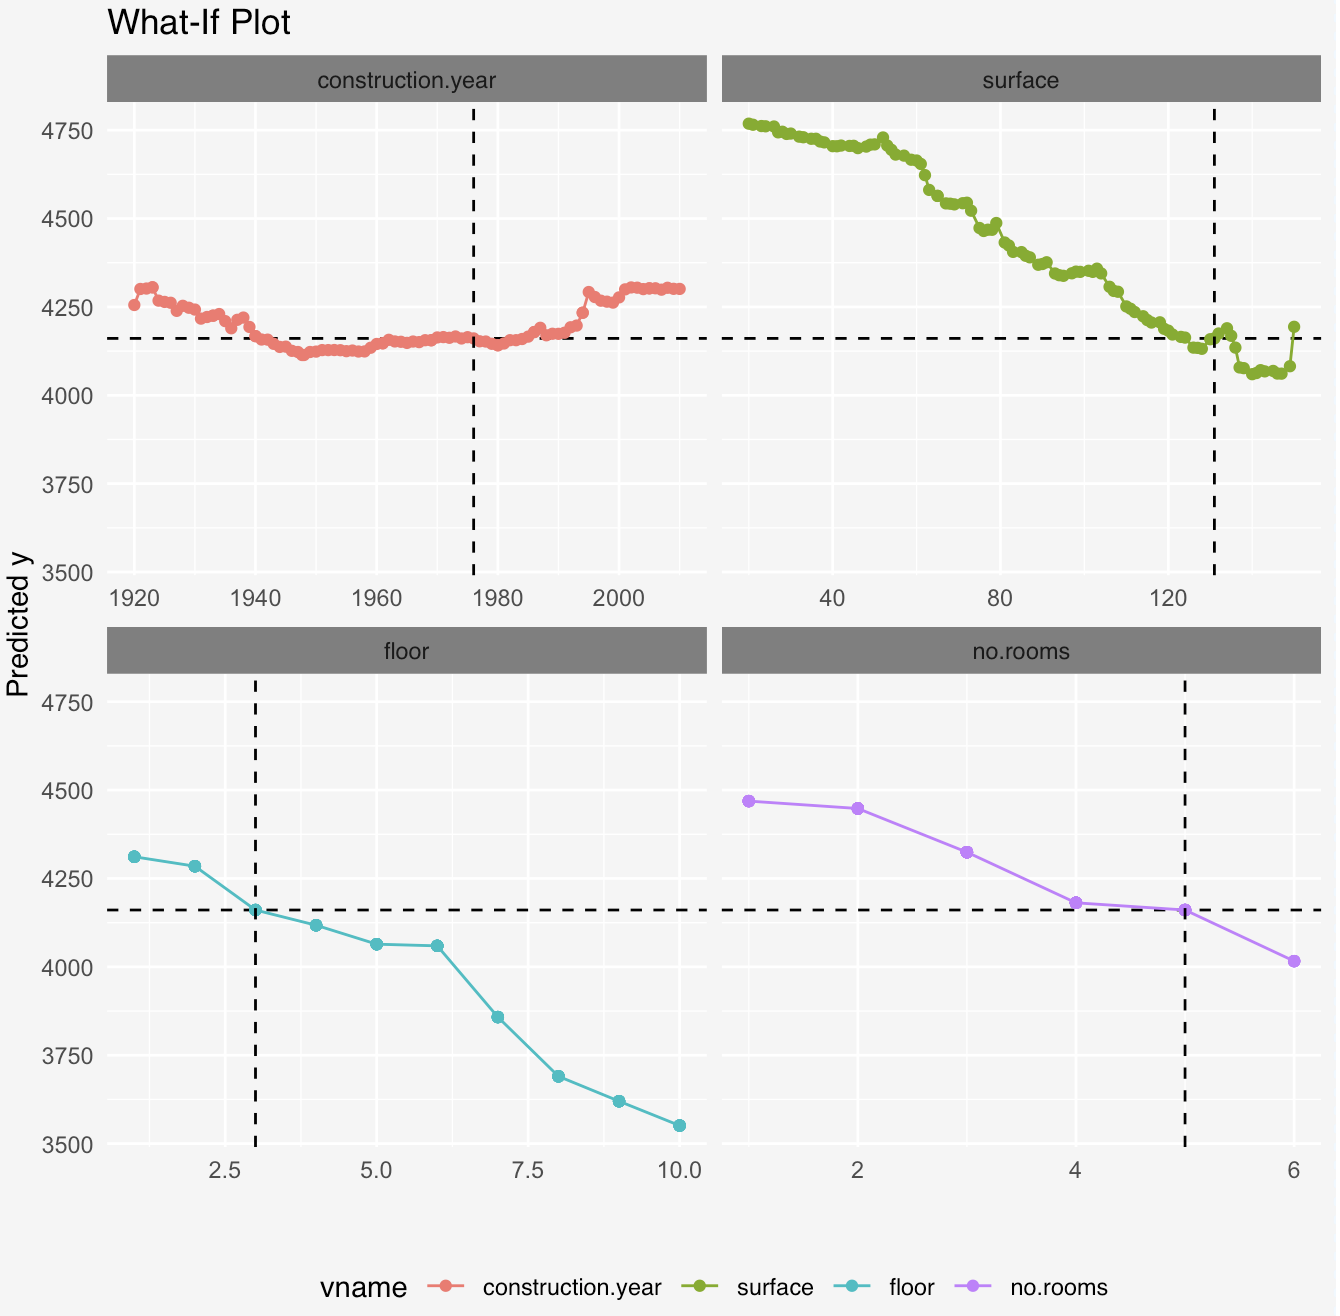 What-If Plot
construction.year surface
4750
4500
4250
4000
3750
3500
1920 1940 1960 1980 2000 40 80 120
Predicted y
floor no.rooms
4750
4500
4250
4000
3750
3500
2.5 5.0 7.5 10.0 2 4 6
vname construction.year surface floor no.rooms